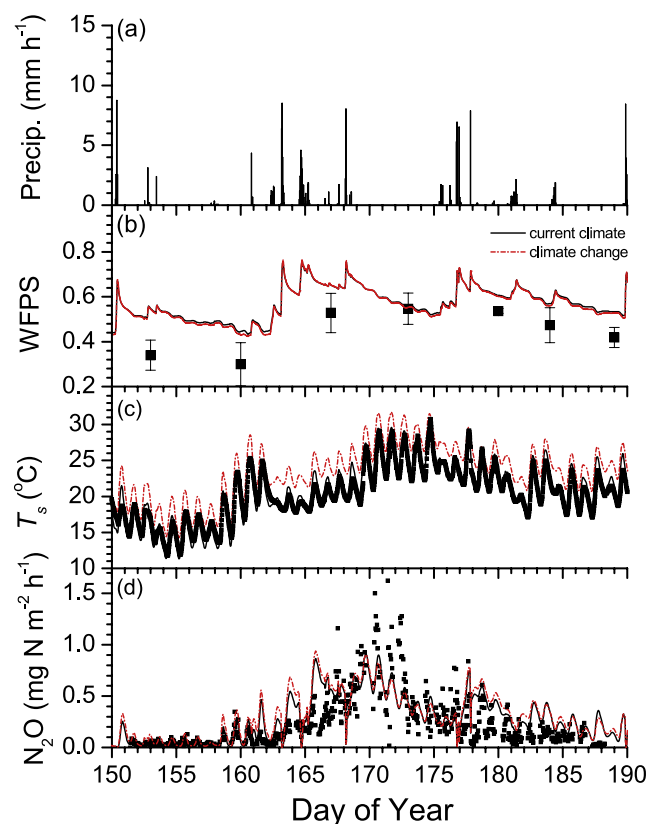 (a)
Precip. (mm h⁻¹)
15
10
5
0
(b)
current climate
climate change
WFPS
0.8
0.6
0.4
0.2
(c)
T_s (°C)
30
25
20
15
10
(d)
N₂O (mg N m⁻² h⁻¹)
1.5
1.0
0.5
0.0
150 155 160 165 170 175 180 185 190
Day of Year